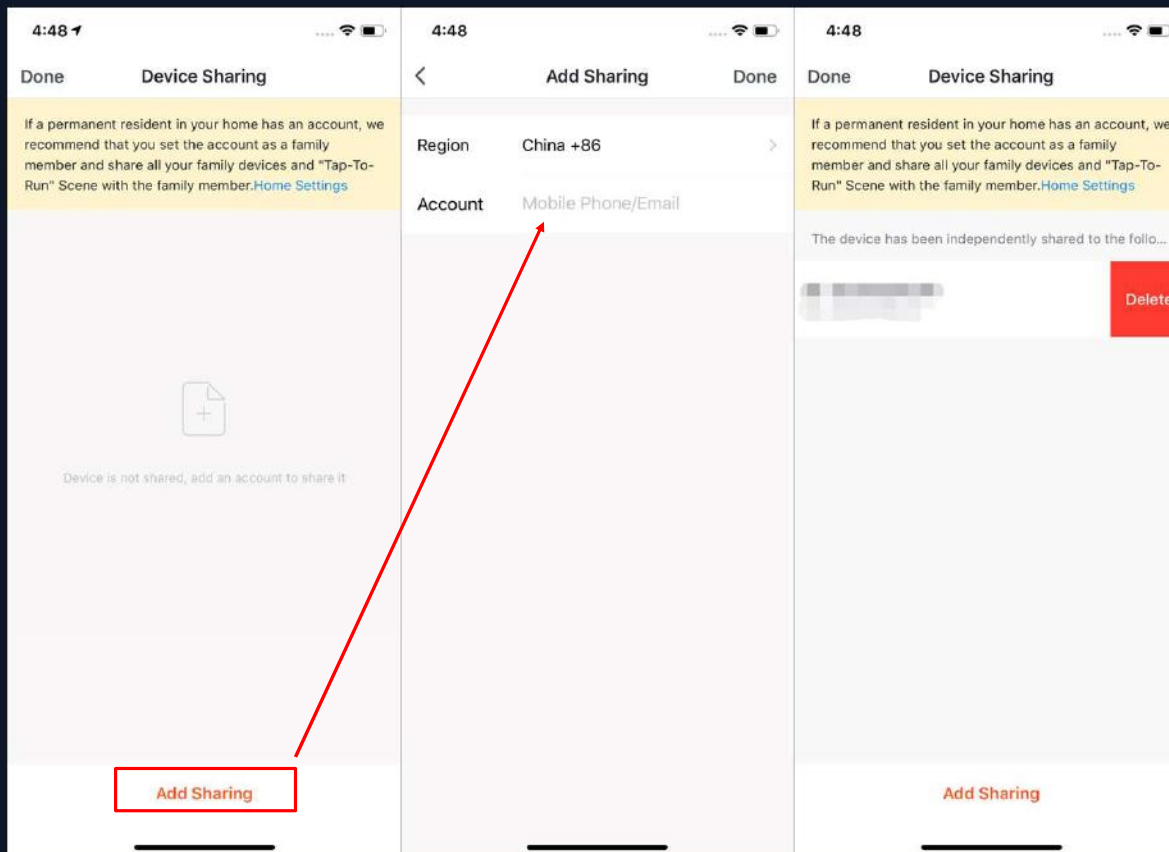 4:48
Done Device Sharing
If a permanent resident in your home has an account, we
recommend that you set the account as a family
member and share all your family devices and "Tap-To-
Run" Scene with the family member.Home Settings
Device is not shared, add an account to share it
Add Sharing
4:48
Add Sharing Done
Region China +86
Account Mobile Phone/Email
4:48
Done Device Sharing
If a permanent resident in your home has an account, we
recommend that you set the account as a family
member and share all your family devices and "Tap-To-
Run" Scene with the family member.Home Settings
The device has been independently shared to the follo...
Delete
Add Sharing